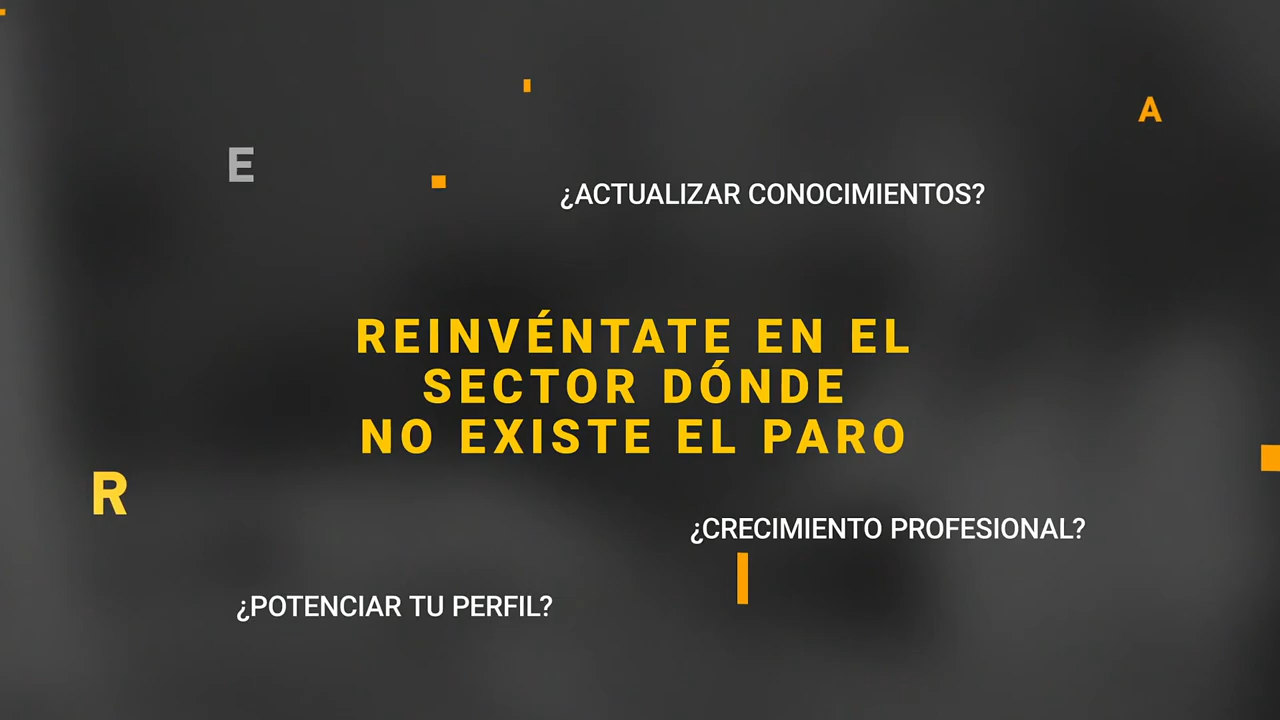 A
E
¿ACTUALIZAR CONOCIMIENTOS?
REINVÉNTATE EN EL
SECTOR DÓNDE
NO EXISTE EL PARO
R
¿CRECIMIENTO PROFESIONAL?
¿POTENCIAR TU PERFIL?